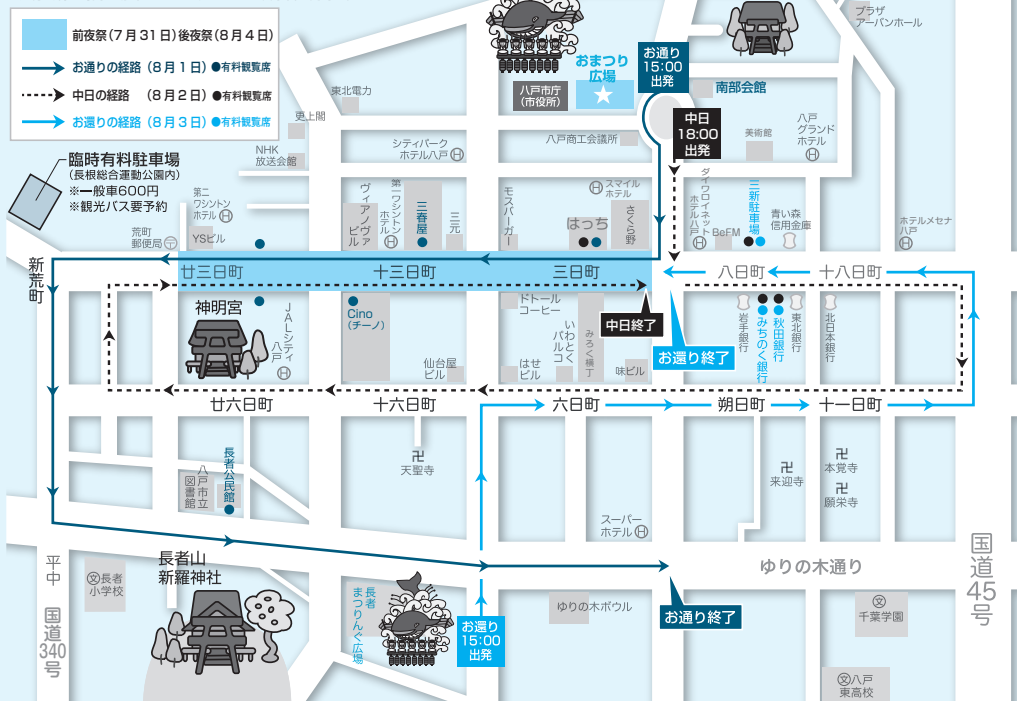 前夜祭(7月31日)後夜祭(8月4日)
お通りの経路(8月1日)●有料観覧席
中日の経路 (8月2日)●有料観覧席
お還りの経路(8月3日)●有料観覧席
臨時有料駐車場
(長根総合運動公園内)
※一般車600円
※観光バス要予約
東北電力
更上閣
NHK
放送会館
シティパーク
ホテル八戸Ⓗ
八戸市庁
(市役所)
おまつり
広場
お通り
15:00
出発
八戸商工会議所
南部会館
中日
18:00
出発
美術館
八戸
グランド
ホテル
Ⓗ
プラザ
アーバンホール
第二
ワシントン
ホテルⒽ
荒町
郵便局
YSビル
ヴィアノヴァ
ビル
第一ワシントン
ホテル
Ⓗ
三春屋
三元
モスバーガー
Ⓗスマイル
ホテル
はっち
さくら野
ダイワロイネット
ホテル八戸
Ⓗ
BeFM
三新駐車場
青い森
信用金庫
ホテルメセナ
八戸
Ⓗ
新荒町
廿三日町
十三日町
三日町
八日町
十八日町
神明宮
JALシティ
八戸
Ⓗ
Cino
(チーノ)
仙台屋
ビル
ドトール
コーヒー
いわとく
パルコ
みろく横丁
はせ
ビル
味ビル
中日終了
お還り終了
岩手銀行
みちのく銀行
秋田銀行
東北銀行
北日本銀行
廿六日町
十六日町
六日町
朔日町
十一日町
天聖寺
来迎寺
本覚寺
願栄寺
八戸市立
図書館
長者公民館
スーパー
ホテルⒽ
ゆりの木通り
国道45号
平中
国道340号
文長者
小学校
長者山
新羅神社
長者
まつりんぐ広場
お還り
15:00
出発
ゆりの木ボウル
お通り終了
文
千葉学園
文八戸
東高校